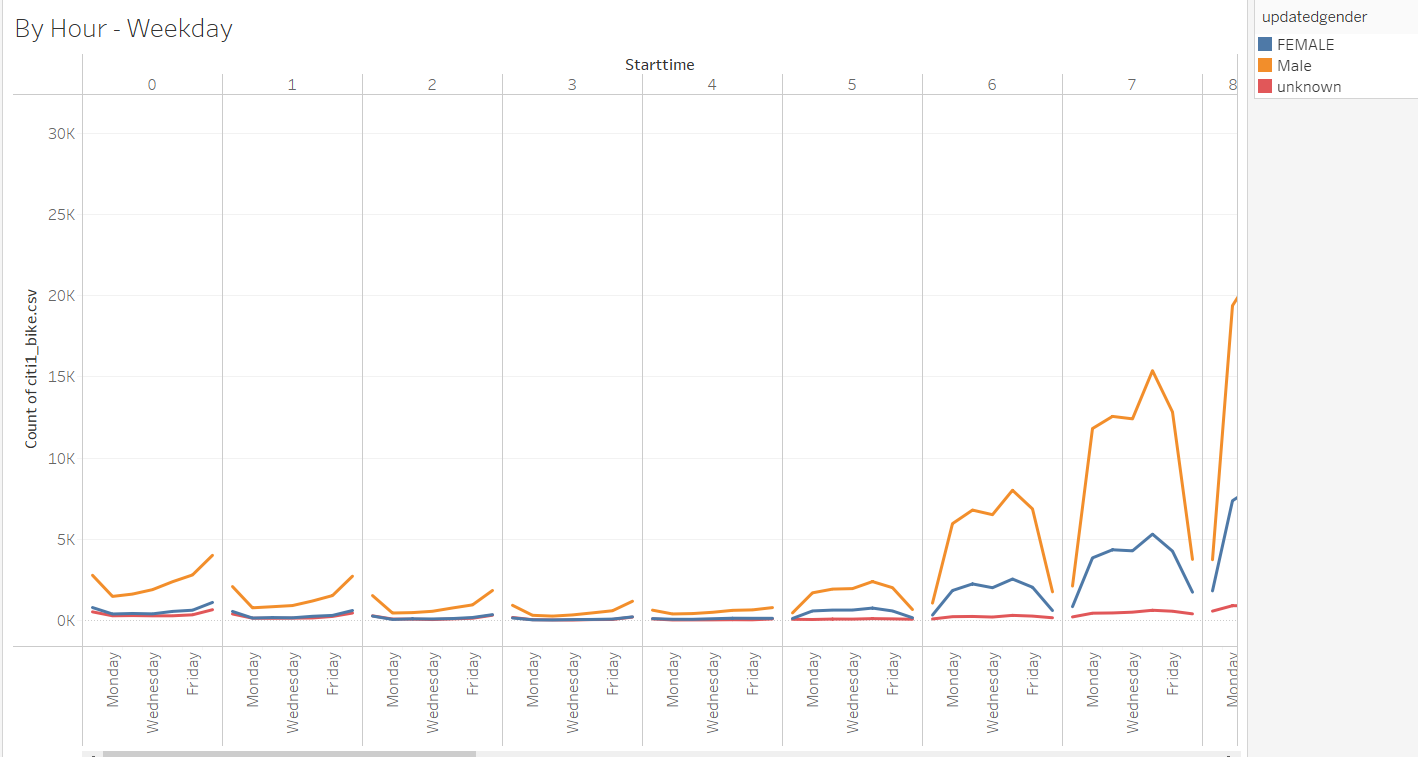 By Hour - Weekday
Starttime
0 1 2 3 4 5 6 7 8
30K
25K
20K
15K
10K
5K
0K
Count of citi1_bike.csv
Monday Wednesday Friday Monday Wednesday Friday Monday Wednesday Friday Monday Wednesday Friday Monday Wednesday Friday Monday Wednesday Friday Monday Wednesday Friday Monday Wednesday Friday Monday
updatedgender
FEMALE
Male
unknown